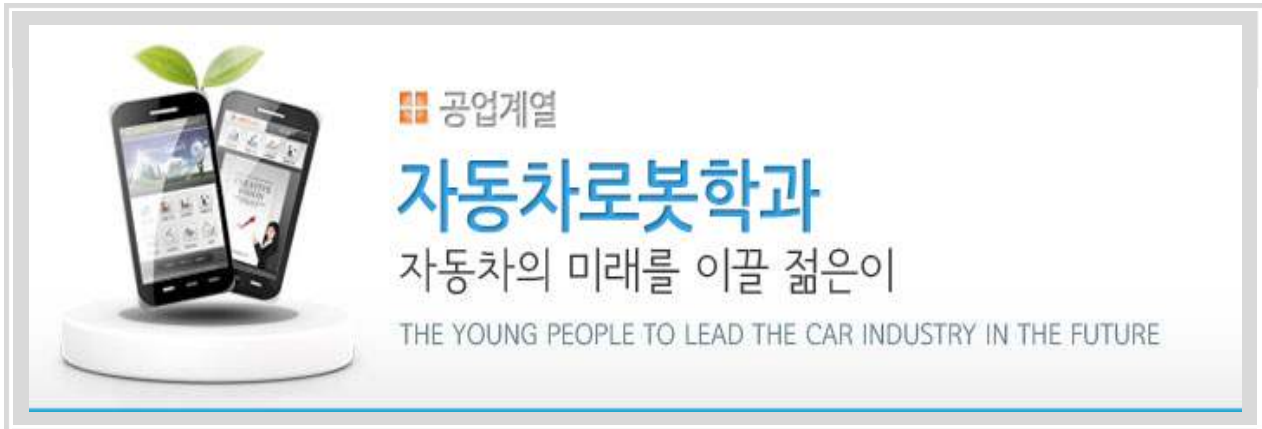 공업계열
자동차로봇학과
자동차의 미래를 이끌 젊은이
THE YOUNG PEOPLE TO LEAD THE CAR INDUSTRY IN THE FUTURE